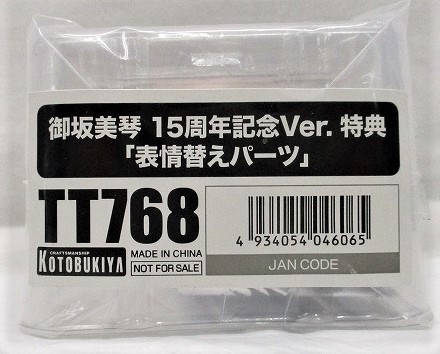 御坂美琴 15周年記念Ver. 特典
「表情替えパーツ」
TT768
CRAFTSMANSHIP
KOTOBUKIYA
MADE IN CHINA
NOT FOR SALE
4 934054 046065
JAN CODE